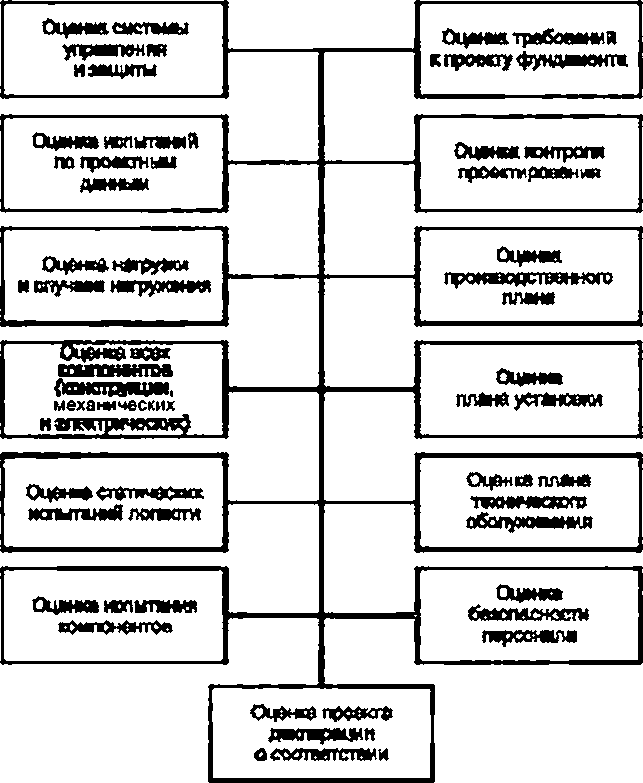 Оценка системы
управления
и защиты
Оценка требований
к проекту фундамента
Оценка испытаний
по проектным
данным
Оценка контроля
проектирования
Оценка нагрузки
и случаев нагружения
Оценка
производственного
плана
Оценка всех
компонентов
(конструкции,
механических
и электрических)
Оценка
плана установки
Оценка статических
испытаний лопасти
Оценка плана
технического
обслуживания
Оценка испытания
компонентов
Оценка
безопасности
персонала
Оценка проекта
декларации
о соответствии